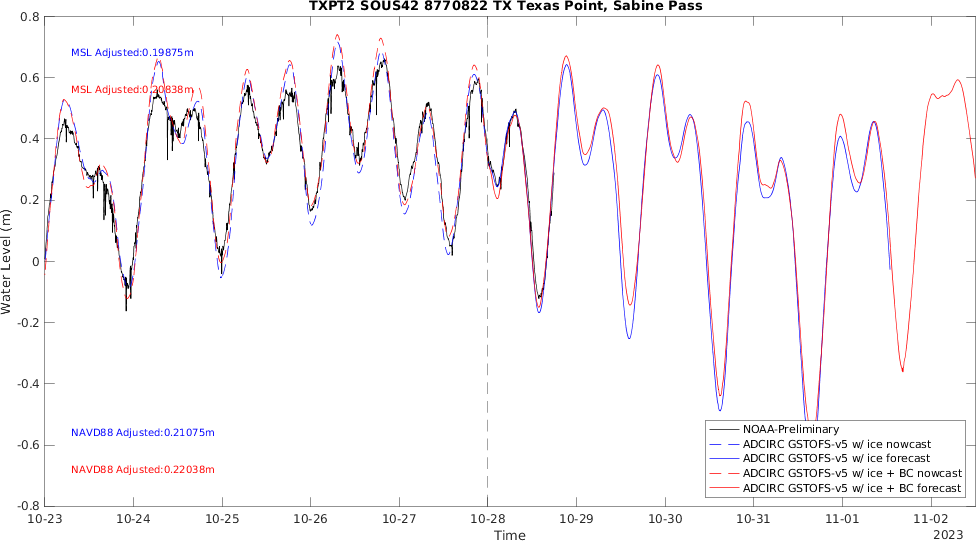 TXPT2 SOUS42 8770822 TX Texas Point, Sabine Pass
Water Level (m)
0.8
0.6
0.4
0.2
0
-0.2
-0.4
-0.6
-0.8
MSL Adjusted:0.19875m
MSL Adjusted:0.20838m
NAVD88 Adjusted:0.21075m
NAVD88 Adjusted:0.22038m
NOAA-Preliminary
ADCIRC GSTOFS-v5 w/ ice nowcast
ADCIRC GSTOFS-v5 w/ ice forecast
ADCIRC GSTOFS-v5 w/ ice + BC nowcast
ADCIRC GSTOFS-v5 w/ ice + BC forecast
10-23 10-24 10-25 10-26 10-27 10-28 10-29 10-30 10-31 11-01 11-02
Time
2023